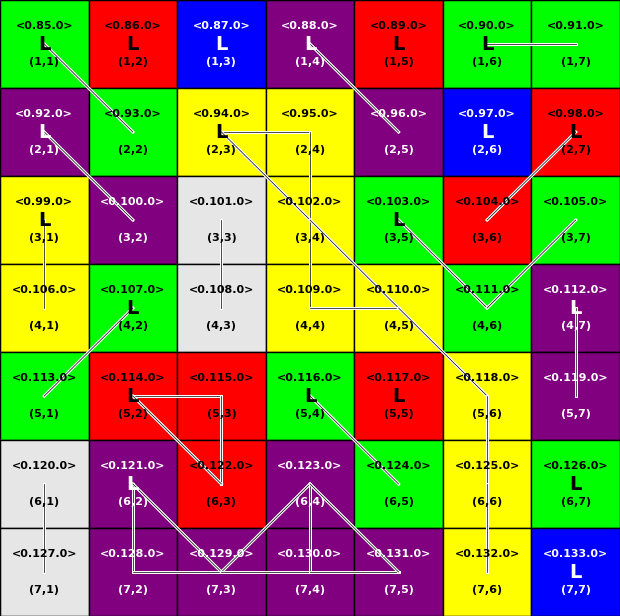 <0.85.0> <0.86.0> <0.87.0> <0.88.0> <0.89.0> <0.90.0> <0.91.0>
L L L L L L
(1,1) (1,2) (1,3) (1,4) (1,5) (1,6) (1,7)
<0.92.0> <0.93.0> <0.94.0> <0.95.0> <0.96.0> <0.97.0> <0.98.0>
L L L L
(2,1) (2,2) (2,3) (2,4) (2,5) (2,6) (2,7)
<0.99.0> <0.100.0> <0.101.0> <0.102.0> <0.103.0> <0.104.0> <0.105.0>
L L
(3,1) (3,2) (3,3) (3,4) (3,5) (3,6) (3,7)
<0.106.0> <0.107.0> <0.108.0> <0.109.0> <0.110.0> <0.111.0> <0.112.0>
L L
(4,1) (4,2) (4,3) (4,4) (4,5) (4,6) (4,7)
<0.113.0> <0.114.0> <0.115.0> <0.116.0> <0.117.0> <0.118.0> <0.119.0>
L L L
(5,1) (5,2) (5,3) (5,4) (5,5) (5,6) (5,7)
<0.120.0> <0.121.0> <0.122.0> <0.123.0> <0.124.0> <0.125.0> <0.126.0>
L L
(6,1) (6,2) (6,3) (6,4) (6,5) (6,6) (6,7)
<0.127.0> <0.128.0> <0.129.0> <0.130.0> <0.131.0> <0.132.0> <0.133.0>
L
(7,1) (7,2) (7,3) (7,4) (7,5) (7,6) (7,7)